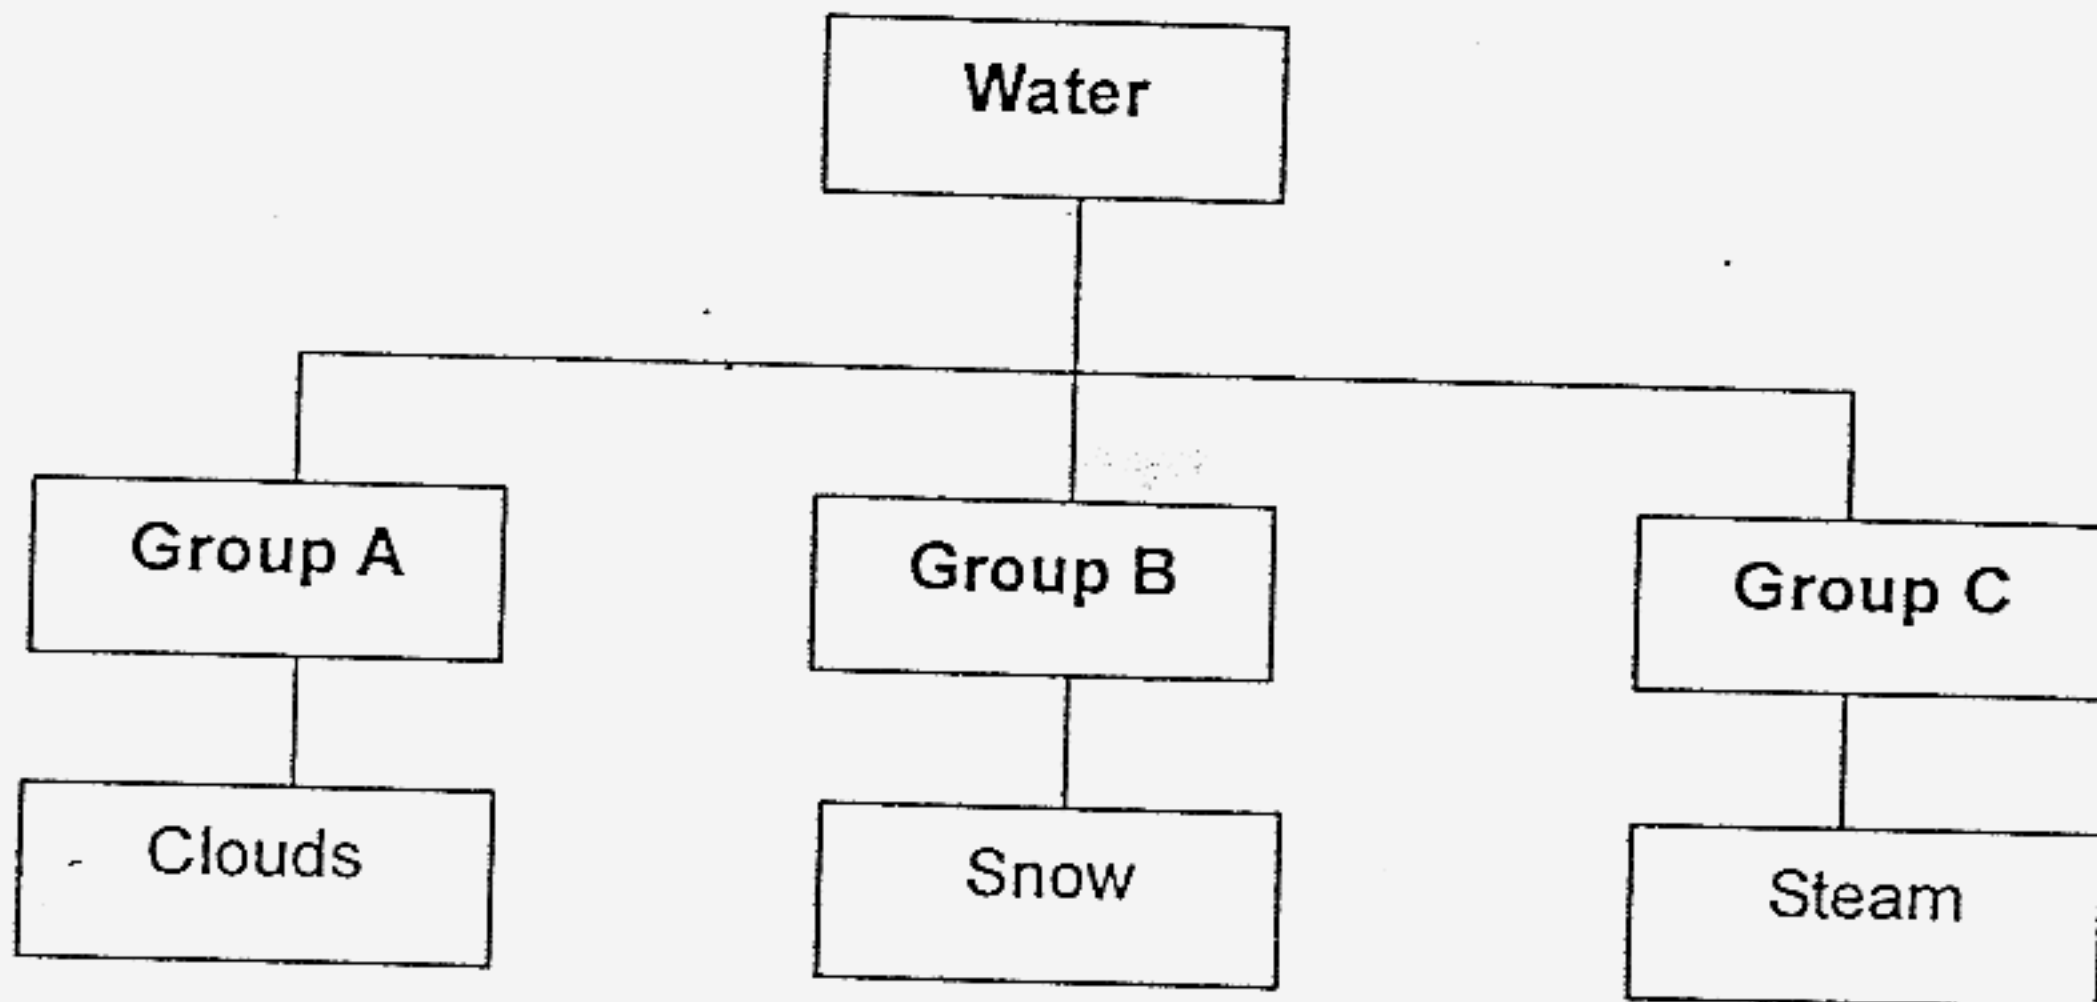 Water
Group A
Group B
Group C
Clouds
Snow
Steam